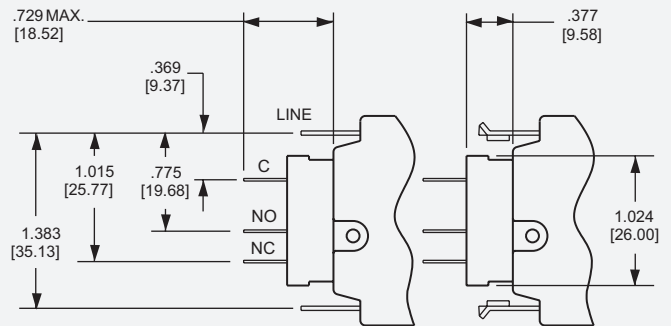 .729 MAX.
[18.52]
.377
[9.58]
.369
[9.37]
LINE
1.015
[25.77]
.775
[19.68]
C
1.383
[35.13]
NO
NC
1.024
[26.00]